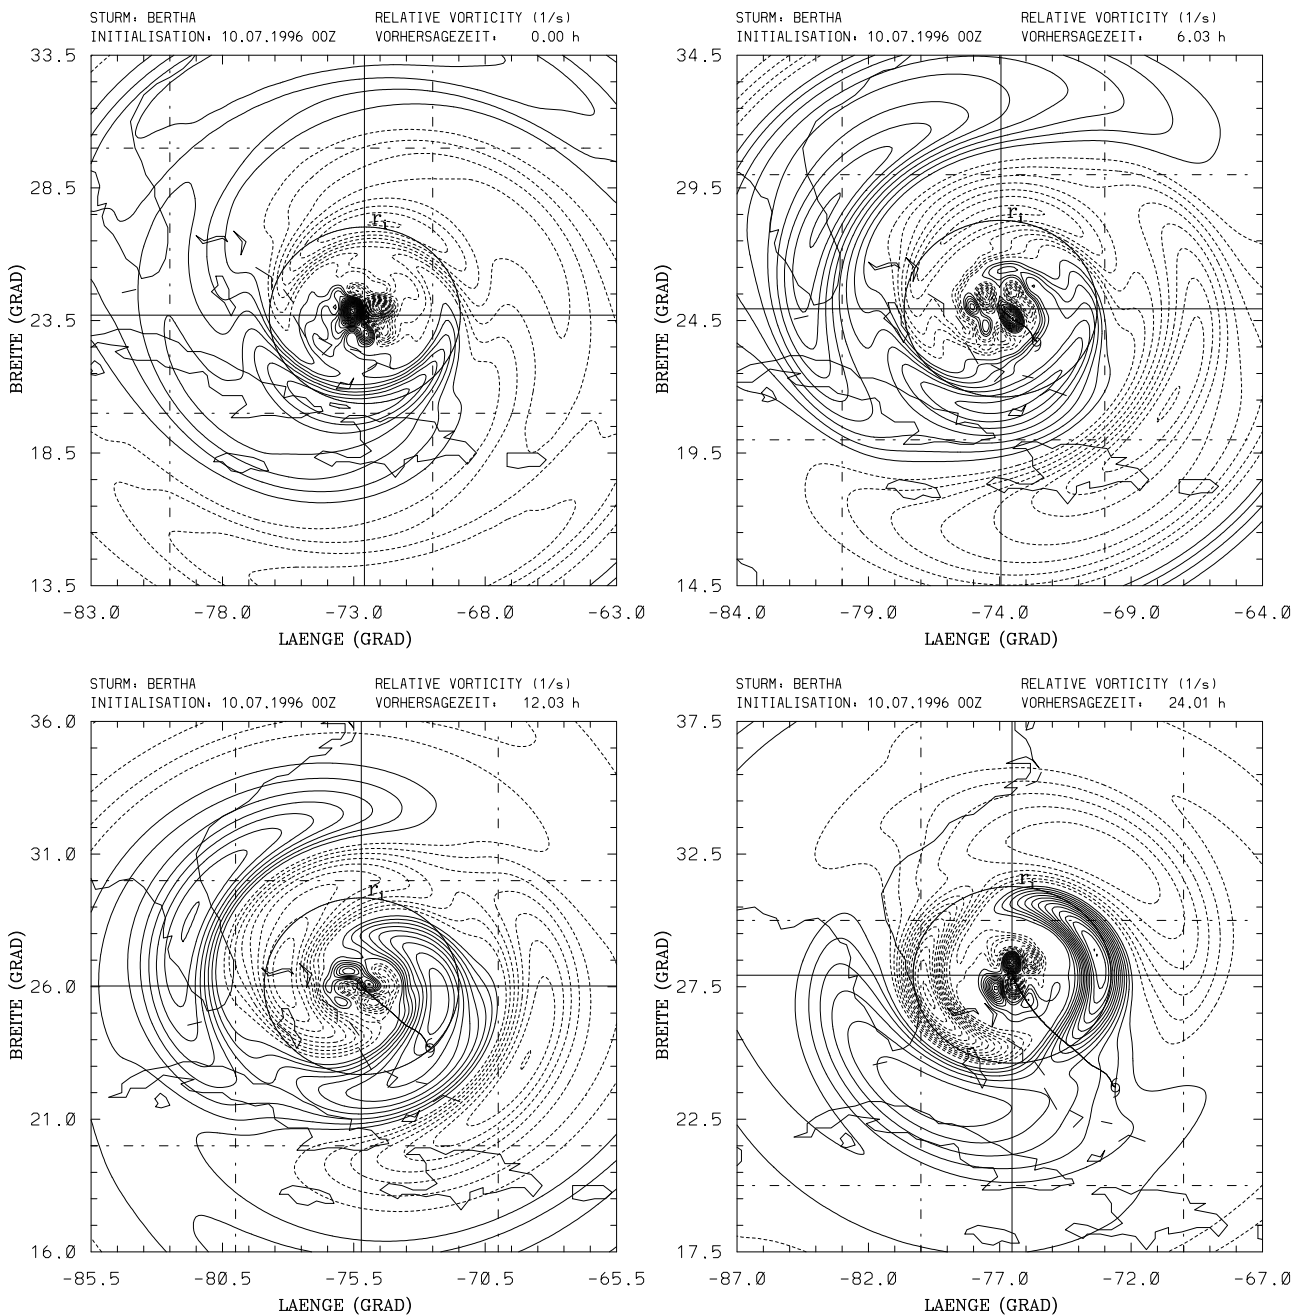 STURM: BERTHA RELATIVE VORTICITY (1/s)
INITIALISATION: 10.07.1996 00Z VORHERSAGEZEIT: 0.00 h
33.5
28.5
23.5
18.5
13.5
BREITE (GRAD)
r1
-83.0 -78.0 -73.0 -68.0 -63.0
LAENGE (GRAD)
STURM: BERTHA RELATIVE VORTICITY (1/s)
INITIALISATION: 10.07.1996 00Z VORHERSAGEZEIT: 6.03 h
34.5
29.5
24.5
19.5
14.5
BREITE (GRAD)
r1
-84.0 -79.0 -74.0 -69.0 -64.0
LAENGE (GRAD)
STURM: BERTHA RELATIVE VORTICITY (1/s)
INITIALISATION: 10.07.1996 00Z VORHERSAGEZEIT: 12.03 h
36.0
31.0
26.0
21.0
16.0
BREITE (GRAD)
r1
-85.5 -80.5 -75.5 -70.5 -65.5
LAENGE (GRAD)
STURM: BERTHA RELATIVE VORTICITY (1/s)
INITIALISATION: 10.07.1996 00Z VORHERSAGEZEIT: 24.01 h
37.5
32.5
27.5
22.5
17.5
BREITE (GRAD)
r1
-87.0 -82.0 -77.0 -72.0 -67.0
LAENGE (GRAD)